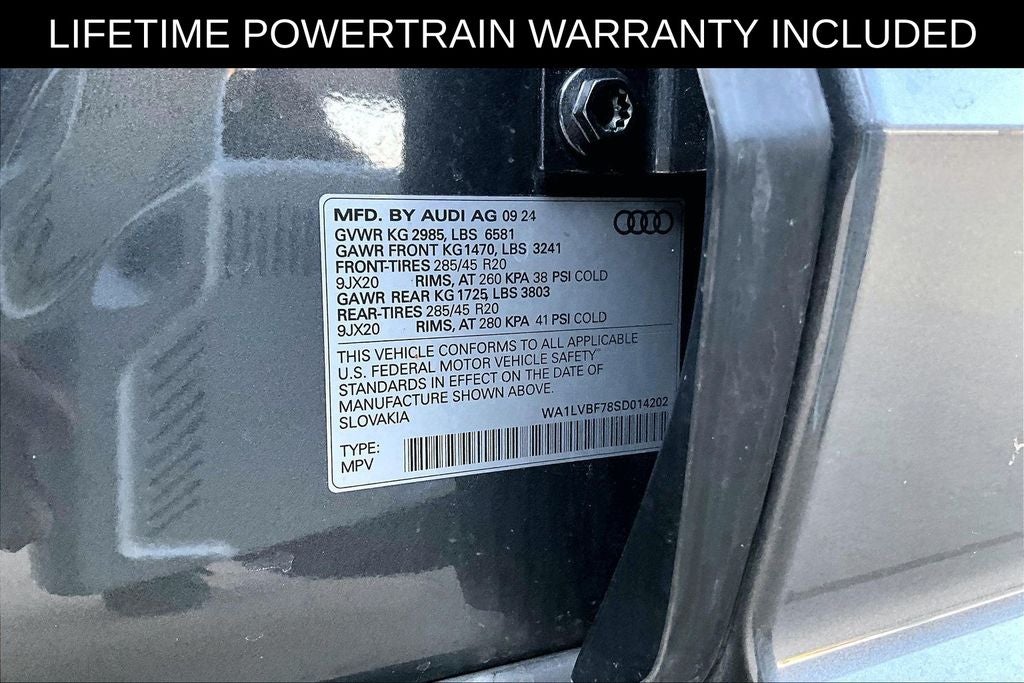 LIFETIME POWERTRAIN WARRANTY INCLUDED
MFD. BY AUDI AG 09 24
GVWR KG 2985, LBS 6581
GAWR FRONT KG 1470, LBS 3241
FRONT-TIRES 285/45 R20
9JX20 RIMS, AT 260 KPA 38 PSI COLD
GAWR REAR KG 1725, LBS 3803
REAR-TIRES 285/45 R20
9JX20 RIMS, AT 280 KPA 41 PSI COLD
THIS VEHICLE CONFORMS TO ALL APPLICABLE
U.S. FEDERAL MOTOR VEHICLE SAFETY
STANDARDS IN EFFECT ON THE DATE OF
MANUFACTURE SHOWN ABOVE.
SLOVAKIA WA1LVBF78SD014202
TYPE:
MPV